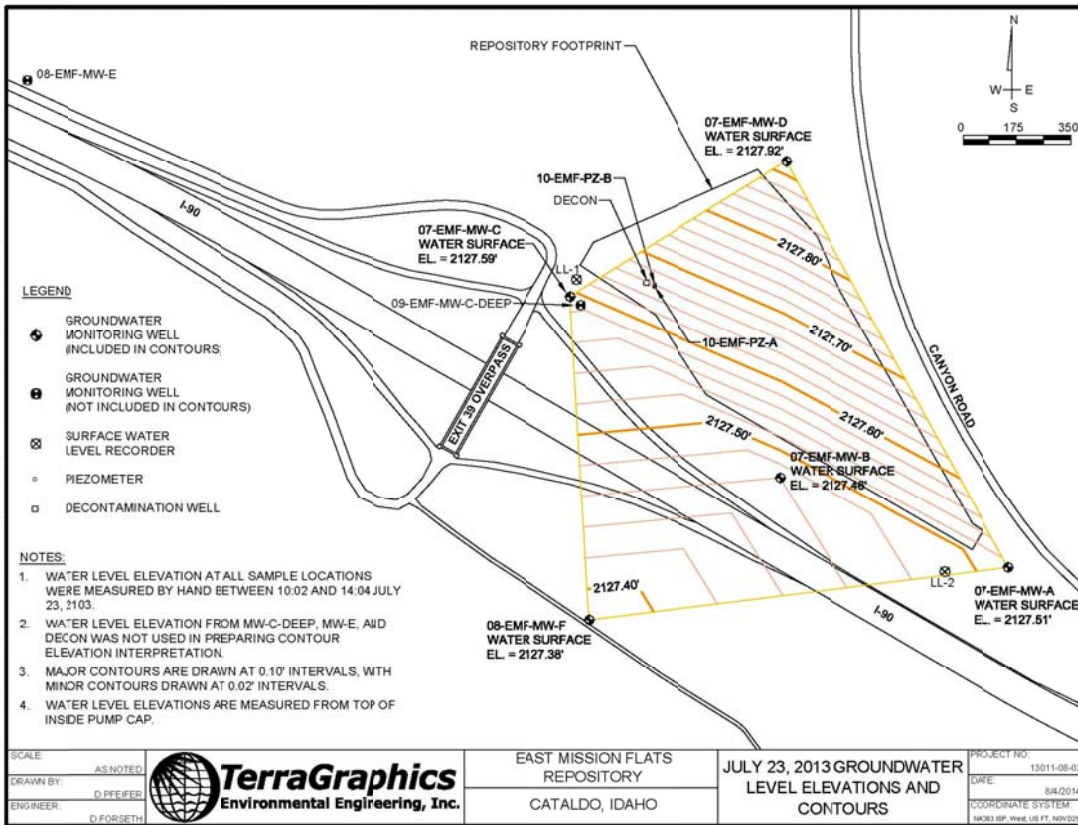 08-EMF-MW-E
REPOSITORY FOOTPRINT
N
W E
S
0 175 350
07-EMF-MW-D
WATER SURFACE
EL. = 2127.92'
10-EMF-PZ-B
DECON
I-90
07-EMF-MW-C
WATER SURFACE
EL. = 2127.59'
LL-1
09-EMF-MW-C-DEEP
10-EMF-PZ-A
2127.80'
2127.70'
2127.60'
2127.50'
CANYON ROAD
EXIT 39 OVERPASS
07-EMF-MW-B
WATER SURFACE
EL. = 2127.46'
2127.40'
LL-2
I-90
07-EMF-MW-A
WATER SURFACE
EL. = 2127.51'
08-EMF-MW-F
WATER SURFACE
EL. = 2127.38'
LEGEND
GROUNDWATER
MONITORING WELL
(INCLUDED IN CONTOURS)
GROUNDWATER
MONITORING WELL
(NOT INCLUDED IN CONTOURS)
SURFACE WATER
LEVEL RECORDER
PIEZOMETER
DECONTAMINATION WELL
NOTES:
1. WATER LEVEL ELEVATION AT ALL SAMPLE LOCATIONS
WERE MEASURED BY HAND BETWEEN 10:02 AND 14:04 JULY
23, 2103.
2. WATER LEVEL ELEVATION FROM MW-C-DEEP, MW-E, AND
DECON WAS NOT USED IN PREPARING CONTOUR
ELEVATION INTERPRETATION.
3. MAJOR CONTOURS ARE DRAWN AT 0.10' INTERVALS, WITH
MINOR CONTOURS DRAWN AT 0.02' INTERVALS.
4. WATER LEVEL ELEVATIONS ARE MEASURED FROM TOP OF
INSIDE PUMP CAP.
SCALE:
AS NOTED
DRAWN BY:
D.PFEIFER
ENGINEER:
D.FORSETH
TerraGraphics
Environmental Engineering, Inc.
EAST MISSION FLATS
REPOSITORY
CATALDO, IDAHO
JULY 23, 2013 GROUNDWATER
LEVEL ELEVATIONS AND
CONTOURS
PROJECT NO:
DATE:
8/4/2014
COORDINATE SYSTEM: